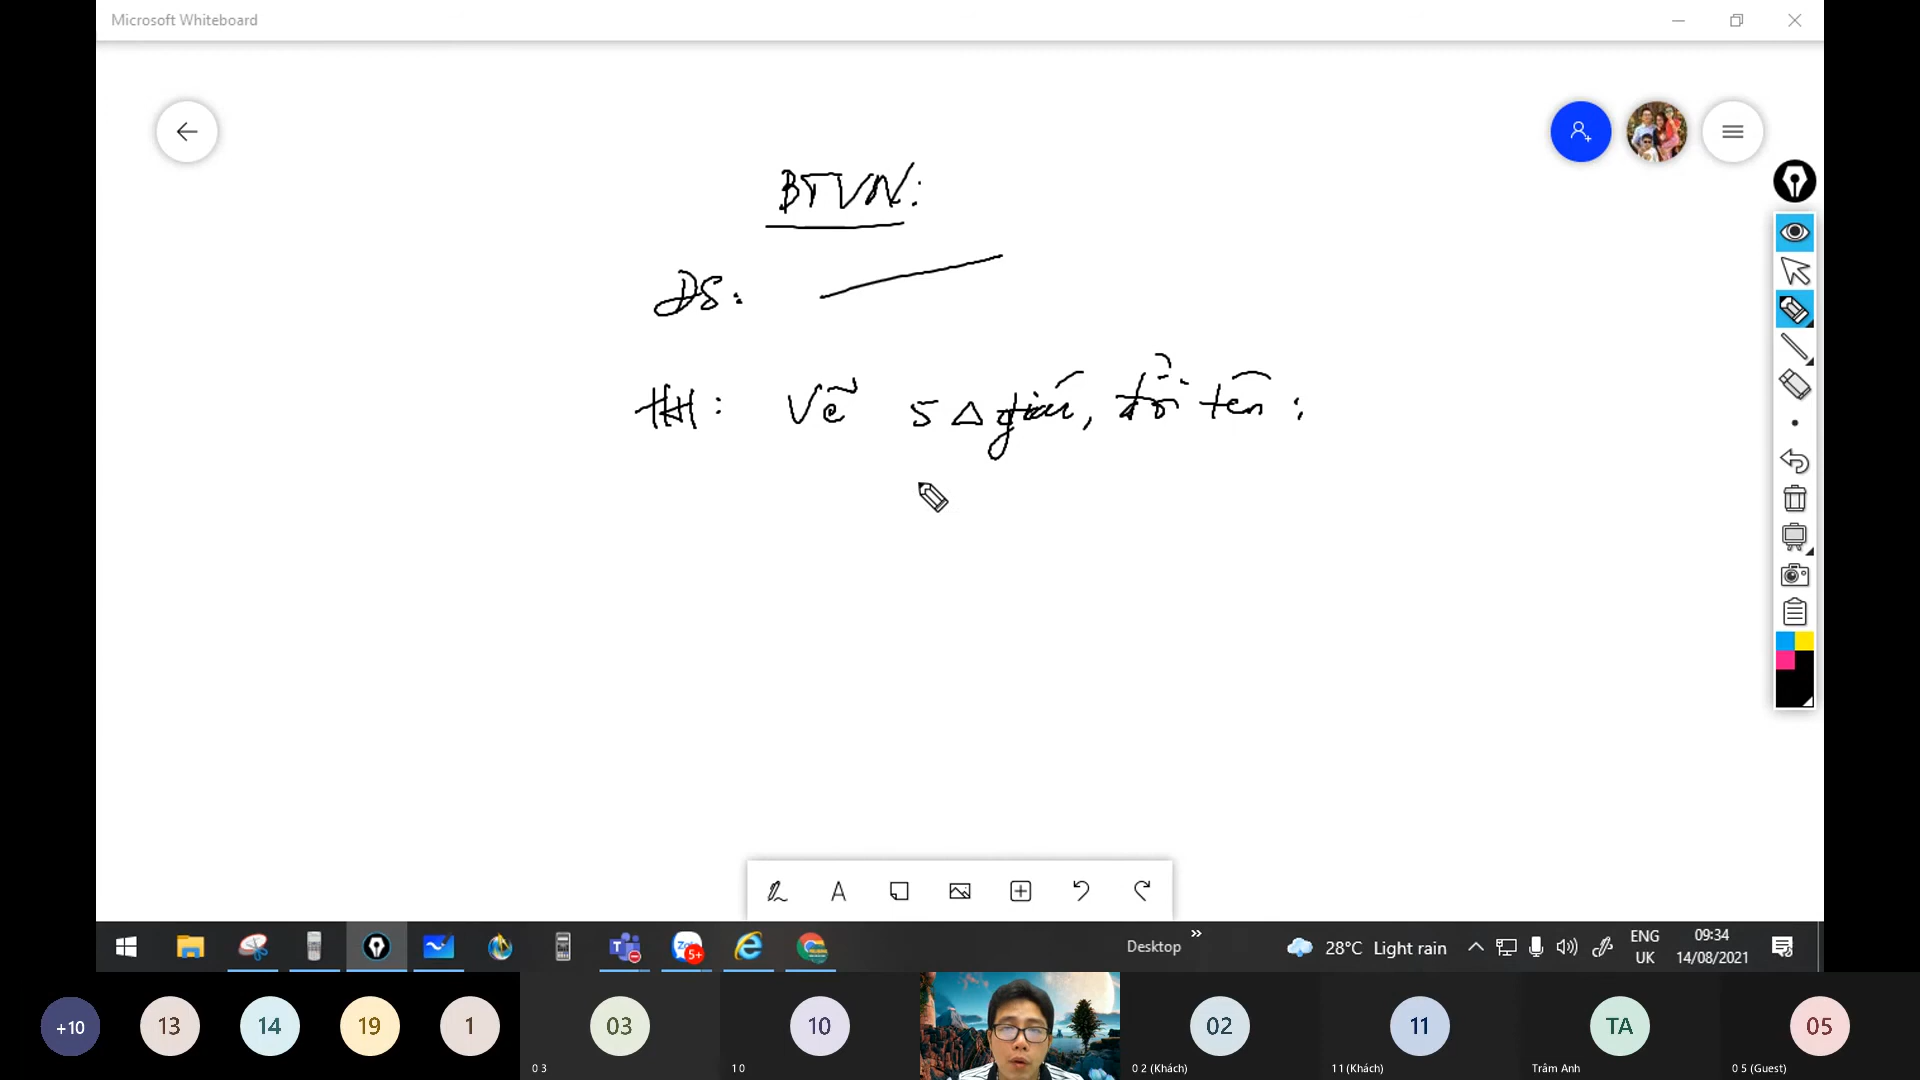 Microsoft Whiteboard
BTVN:
ĐS:
HH: Vẽ 5 Δ giác, đổi tên:
Desktop
28°C Light rain
ENG
UK
09:34
14/08/2021
5+
+10
13
14
19
1
03
0 3
10
1 0
02
0 2 (Khách)
11
1 1 (Khách)
TA
Trâm Anh
05
0 5 (Guest)